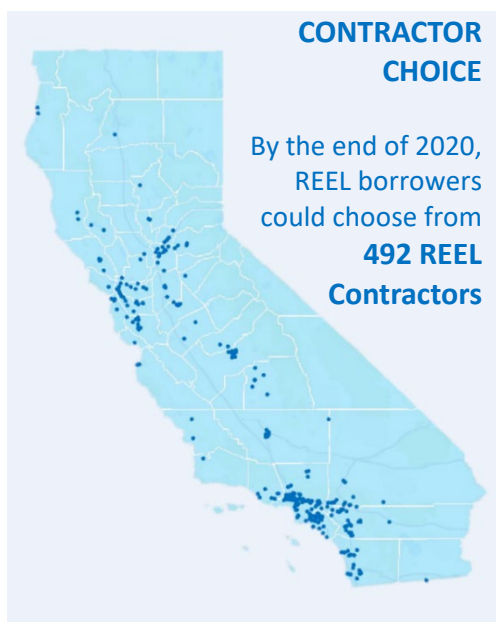 CONTRACTOR
CHOICE
By the end of 2020,
REEL borrowers
could choose from
492 REEL
Contractors